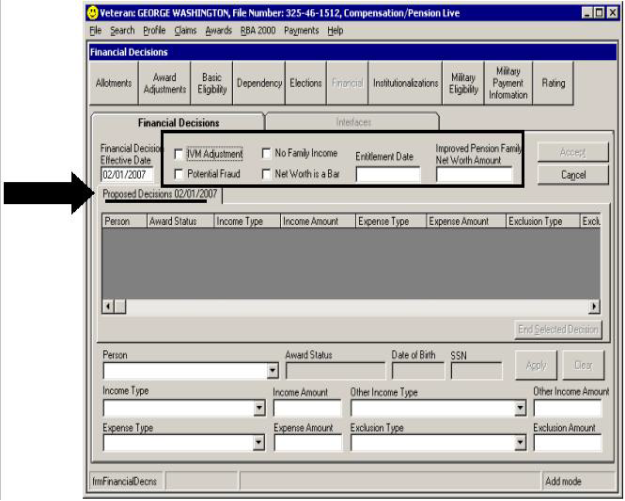 Veteran: GEORGE WASHINGTON, File Number: 325-46-1512, Compensation/Pension Live
File Search Profile Claims Awards RBA 2000 Payments Help
Financial Decisions
Allotments Award Adjustments Basic Eligibility Dependency Elections Financial Institutionalizations Military Eligibility Military Payment Information Rating
Financial Decisions Interfaces
Financial Decision Effective Date IVM Adjustment No Family Income Entitlement Date Improved Pension Family Net Worth Amount Accept
02/01/2007 Potential Fraud Net Worth is a Bar Cancel
Proposed Decisions 02/01/2007
Person Award Status Income Type Income Amount Expense Type Expense Amount Exclusion Type Exclu
End Selected Decision
Person Award Status Date of Birth SSN Apply Clear
Income Type Income Amount Other Income Type Other Income Amount
Expense Type Expense Amount Exclusion Type Exclusion Amount
frmFinancialDecns Add mode